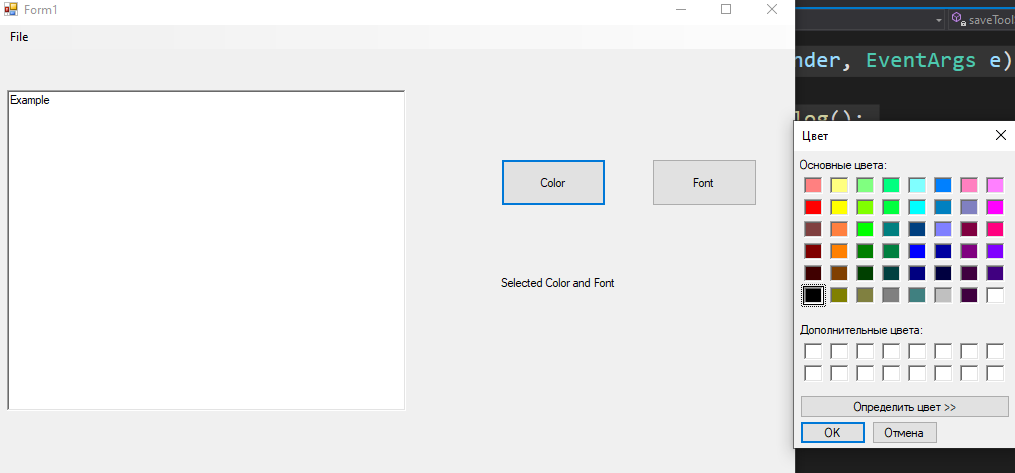 Form1
File
Example
Color
Font
Selected Color and Font
saveTool
nder, EventArgs e)
log();
Цвет
Основные цвета:
Дополнительные цвета:
Определить цвет >>
OK
Отмена